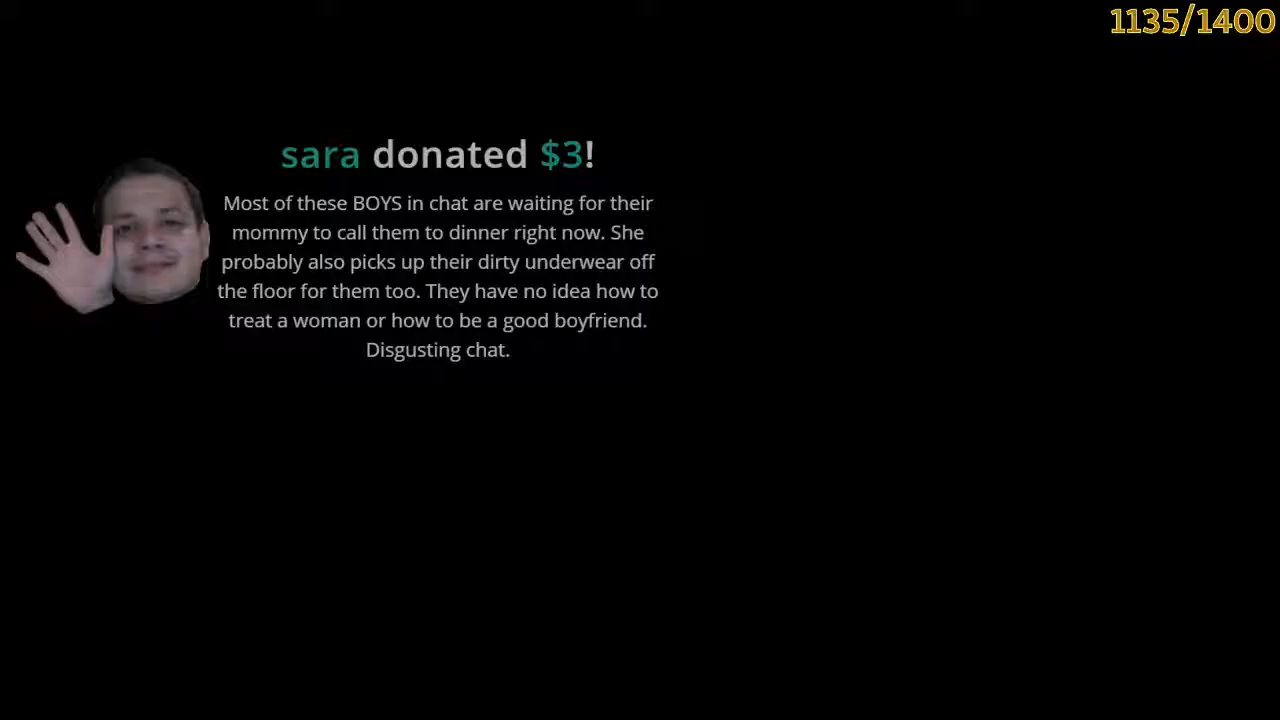 1135/1400
sara donated $3!
Most of these BOYS in chat are waiting for their
mommy to call them to dinner right now. She
probably also picks up their dirty underwear off
the floor for them too. They have no idea how to
treat a woman or how to be a good boyfriend.
Disgusting chat.